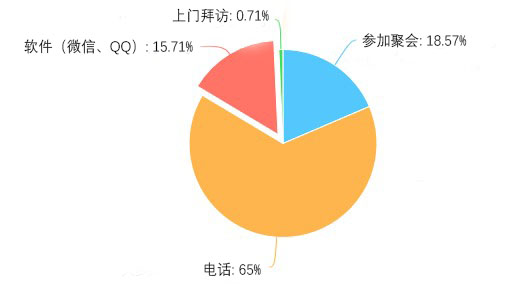 上门拜访: 0.71%
软件（微信、QQ）: 15.71%
参加聚会: 18.57%
电话: 65%